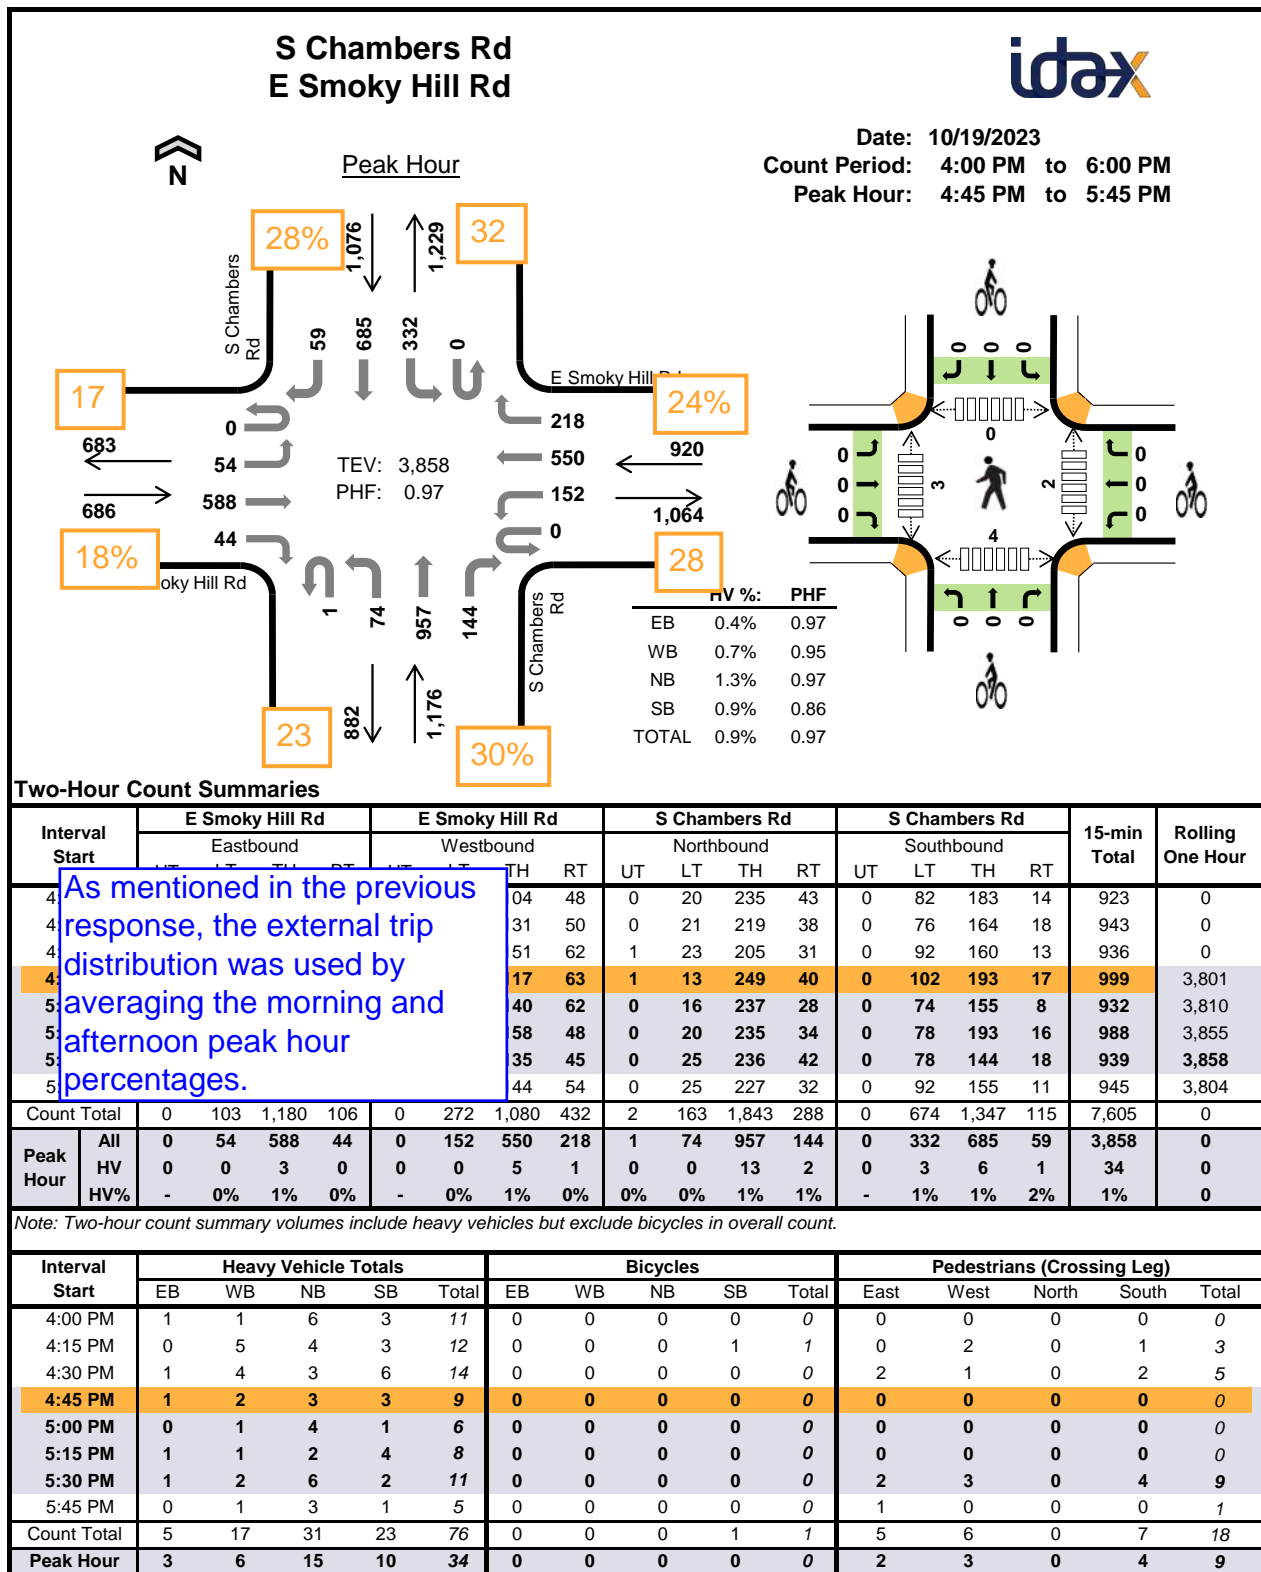 S Chambers Rd
E Smoky Hill Rd
idax
Date: 10/19/2023
Count Period: 4:00 PM to 6:00 PM
Peak Hour: 4:45 PM to 5:45 PM
N
Peak Hour
28%
1,076
1,229
32
S Chambers
Rd
59 685 332 0
E Smoky Hill
17
24%
0
218
683
54
TEV: 3,858
550
920
588
PHF: 0.97
152
686
1,064
44
0
18%
28
oky Hill Rd
1 74 957 144
S Chambers
Rd
23
882
1,176
30%
HV %: PHF
EB 0.4% 0.97
WB 0.7% 0.95
NB 1.3% 0.97
SB 0.9% 0.86
TOTAL 0.9% 0.97
0 0 0
0
0 0
0 3 2 0
0 0
4
0 0 0
Two-Hour Count Summaries
Interval Start E Smoky Hill Rd E Smoky Hill Rd S Chambers Rd S Chambers Rd 15-min Total Rolling One Hour
Eastbound Westbound Northbound Southbound
TH RT UT LT TH RT UT LT TH RT
04 48 0 20 235 43 0 82 183 14 923 0
31 50 0 21 219 38 0 76 164 18 943 0
51 62 1 23 205 31 0 92 160 13 936 0
17 63 1 13 249 40 0 102 193 17 999 3,801
40 62 0 16 237 28 0 74 155 8 932 3,810
58 48 0 20 235 34 0 78 193 16 988 3,855
35 45 0 25 236 42 0 78 144 18 939 3,858
44 54 0 25 227 32 0 92 155 11 945 3,804
As mentioned in the previous
response, the external trip
distribution was used by
averaging the morning and
afternoon peak hour
percentages.
Count Total 0 103 1,180 106 0 272 1,080 432 2 163 1,843 288 0 674 1,347 115 7,605 0
Peak Hour All 0 54 588 44 0 152 550 218 1 74 957 144 0 332 685 59 3,858 0
HV 0 0 3 0 0 0 5 1 0 0 13 2 0 3 6 1 34 0
HV% - 0% 1% 0% - 0% 1% 0% 0% 0% 1% 1% - 1% 1% 2% 1% 0
Note: Two-hour count summary volumes include heavy vehicles but exclude bicycles in overall count.
Interval Start Heavy Vehicle Totals Bicycles Pedestrians (Crossing Leg)
EB WB NB SB Total EB WB NB SB Total East West North South Total
4:00 PM 1 1 6 3 11 0 0 0 0 0 0 0 0 0 0
4:15 PM 0 5 4 3 12 0 0 0 1 1 0 2 0 1 3
4:30 PM 1 4 3 6 14 0 0 0 0 0 2 1 0 2 5
4:45 PM 1 2 3 3 9 0 0 0 0 0 0 0 0 0 0
5:00 PM 0 1 4 1 6 0 0 0 0 0 0 0 0 0 0
5:15 PM 1 1 2 4 8 0 0 0 0 0 0 0 0 0 0
5:30 PM 1 2 6 2 11 0 0 0 0 0 2 3 0 4 9
5:45 PM 0 1 3 1 5 0 0 0 0 0 1 0 0 0 1
Count Total 5 17 31 23 76 0 0 0 1 1 5 6 0 7 18
Peak Hour 3 6 15 10 34 0 0 0 0 0 2 3 0 4 9